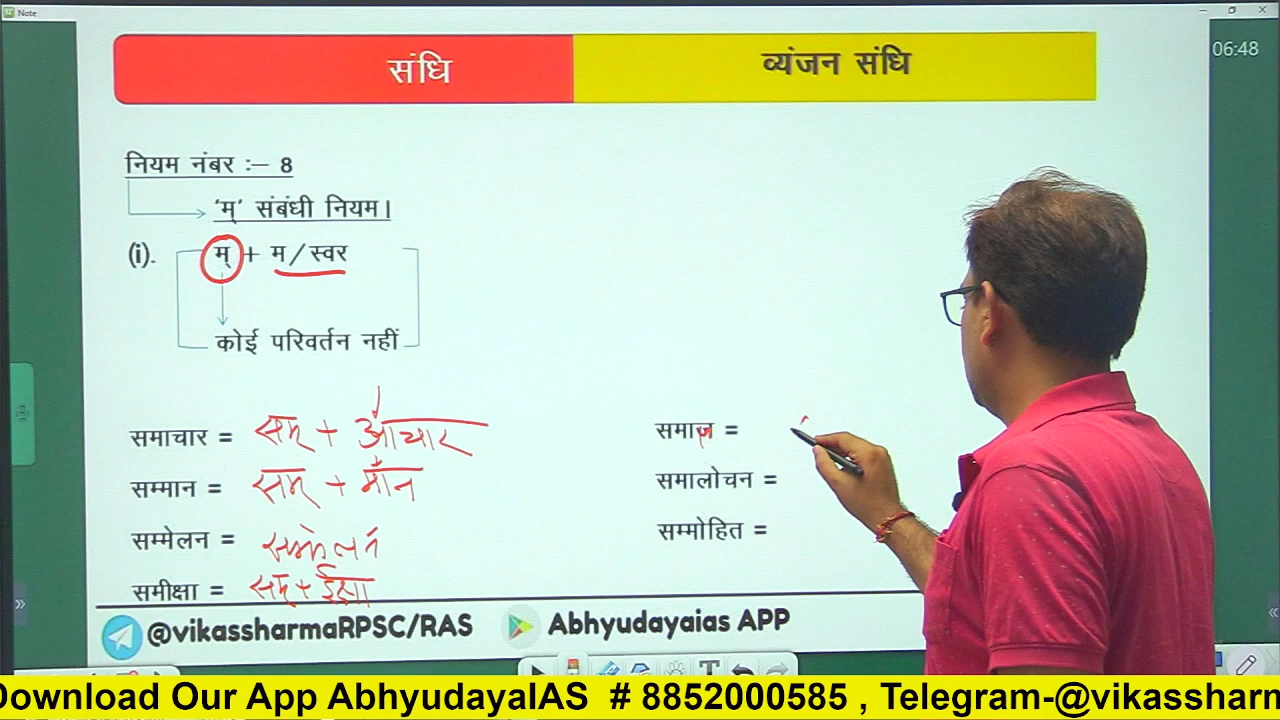 Note
06:48
संधि
व्यंजन संधि
नियम नंबर :– 8
'म्' संबंधी नियम।
(i). म् + म/स्वर
कोई परिवर्तन नहीं
समाचार = सम् + आचार
सम्मान = सम् + मान
सम्मेलन = सम्मेलन
समीक्षा = सम् + ईक्षा
समाज =
समालोचन =
सम्मोहित =
@vikassharmaRPSC/RAS
Abhyudayaias APP
Download Our App AbhyudayaIAS # 8852000585 , Telegram-@vikassharm